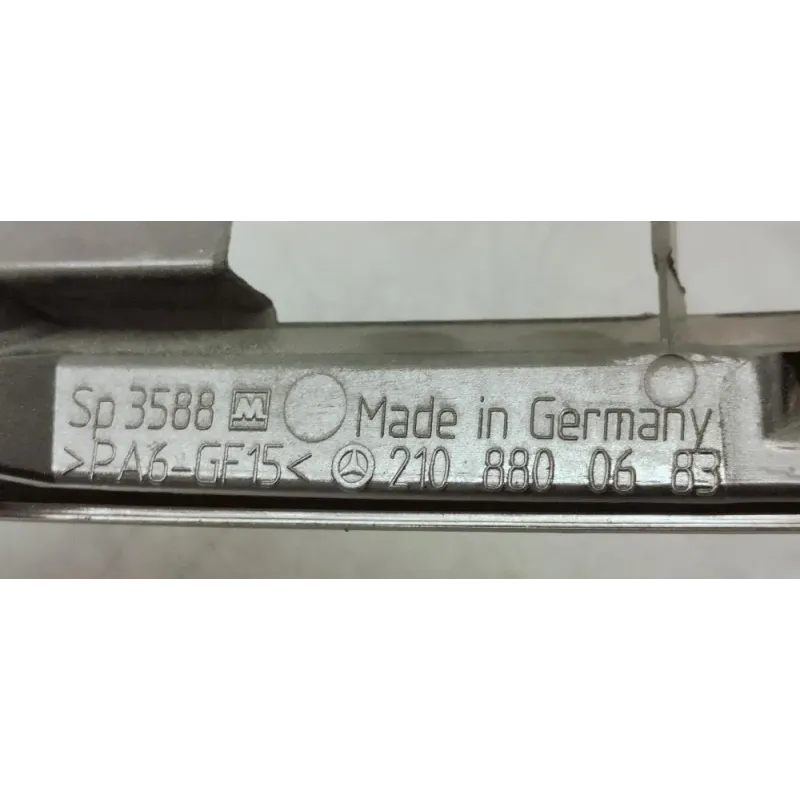 Sp 3588 M Made in Germany
>PA6-GF15< 210 880 06 83